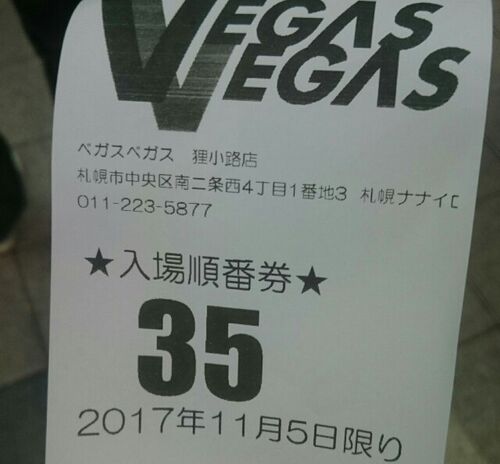 VEGAS
VEGAS
ベガスベガス 狸小路店
札幌市中央区南二条西4丁目1番地3 札幌ナナイロ
011-223-5877
★入場順番券★
35
2017年11月5日限り